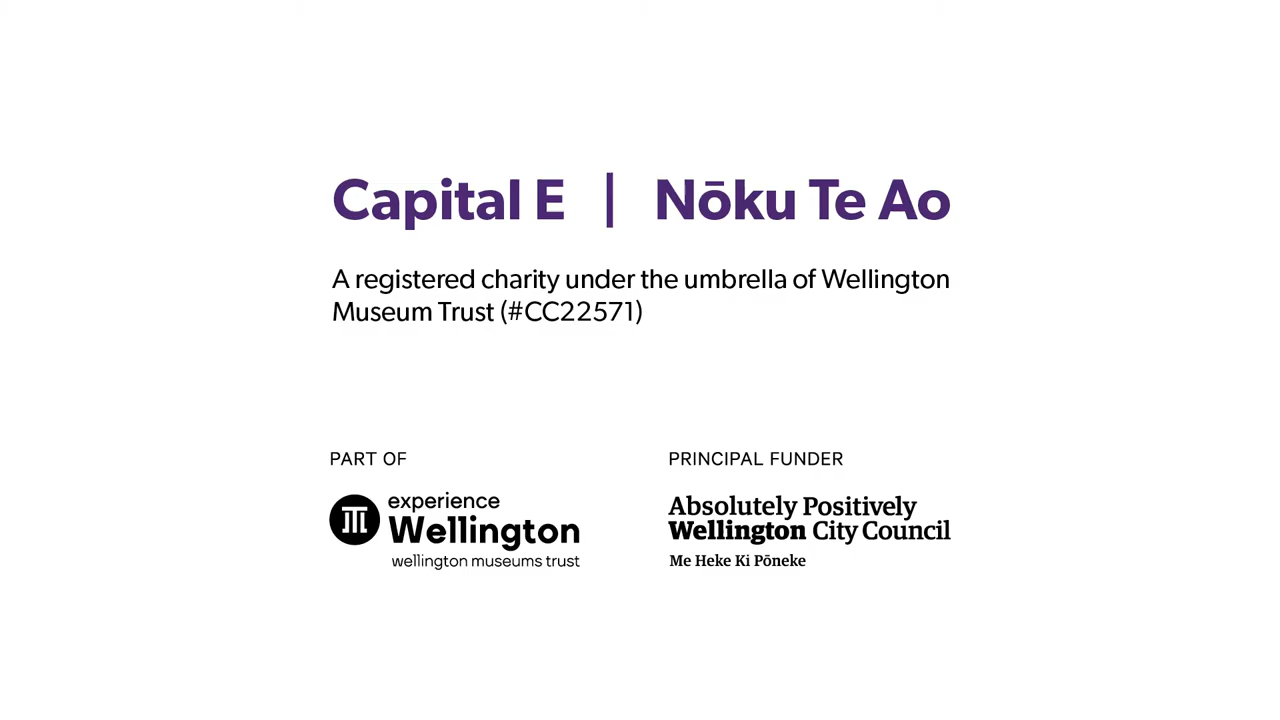 Capital E | Nōku Te Ao
A registered charity under the umbrella of Wellington
Museum Trust (#CC22571)
PART OF
experience
Wellington
wellington museums trust
PRINCIPAL FUNDER
Absolutely Positively
Wellington City Council
Me Heke Ki Pōneke